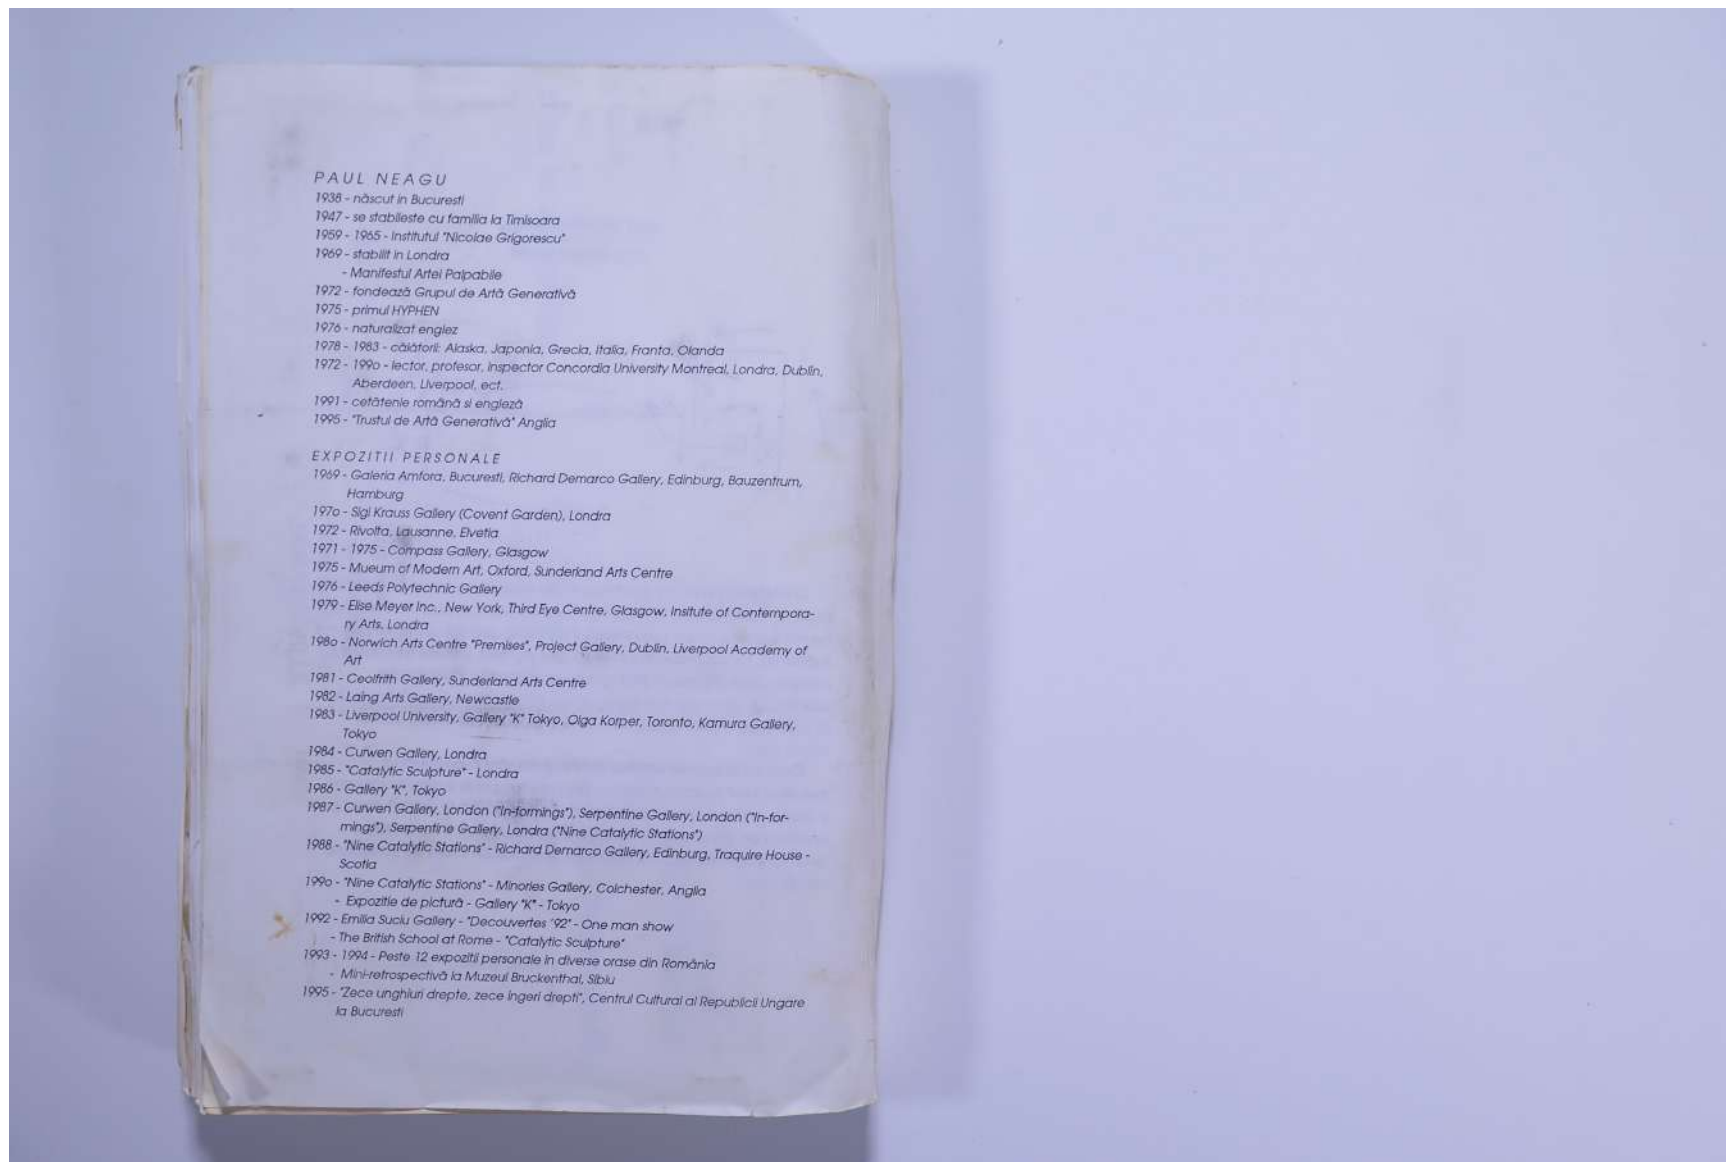 PAUL NEAGU
1938 - născut in Bucuresti
1947 - se stabileste cu familia la Timisoara
1959 - 1965 - Institutul "Nicolae Grigorescu"
1969 - stabilit in Londra
- Manifestul Artei Palpabile
1972 - fondează Grupul de Artă Generativă
1975 - primul HYPHEN
1976 - naturalizat englez
1978 - 1983 - călătorii: Alaska, Japonia, Grecia, Italia, Franta, Olanda
1972 - 199o - lector, profesor, inspector Concordia University Montreal, Londra, Dublin,
Aberdeen, Liverpool, ect.
1991 - cetătenie română si engleză
1995 - "Trustul de Artă Generativă" Anglia
EXPOZITII PERSONALE
1969 - Galeria Amfora, Bucuresti, Richard Demarco Gallery, Edinburg, Bauzentrum,
Hamburg
197o - Sigi Krauss Gallery (Covent Garden), Londra
1972 - Rivolta, Lausanne, Elvetia
1971 - 1975 - Compass Gallery, Glasgow
1975 - Mueum of Modern Art, Oxford, Sunderland Arts Centre
1976 - Leeds Polytechnic Gallery
1979 - Elise Meyer Inc., New York, Third Eye Centre, Glasgow, Insitute of Contempora-
ry Arts, Londra
198o - Norwich Arts Centre "Premises", Project Gallery, Dublin, Liverpool Academy of
Art
1981 - Ceolfrith Gallery, Sunderland Arts Centre
1982 - Laing Arts Gallery, Newcastle
1983 - Liverpool University, Gallery "K" Tokyo, Olga Korper, Toronto, Kamura Gallery,
Tokyo
1984 - Curwen Gallery, Londra
1985 - "Catalytic Sculpture" - Londra
1986 - Gallery "K", Tokyo
1987 - Curwen Gallery, London ("In-formings"), Serpentine Gallery, London ("In-for-
mings"), Serpentine Gallery, Londra ("Nine Catalytic Stations")
1988 - "Nine Catalytic Stations" - Richard Demarco Gallery, Edinburg, Traquire House -
Scotia
199o - "Nine Catalytic Stations" - Minories Gallery, Colchester, Anglia
- Expozitie de pictură - Gallery "K" - Tokyo
1992 - Emilia Suciu Gallery - "Decouvertes '92" - One man show
- The British School at Rome - "Catalytic Sculpture"
1993 - 1994 - Peste 12 expozitii personale in diverse orase din România
- Mini-retrospectivă la Muzeul Bruckenthal, Sibiu
1995 - "Zece unghiuri drepte, zece ingeri drepti", Centrul Cultural al Republicii Ungare
la Bucuresti